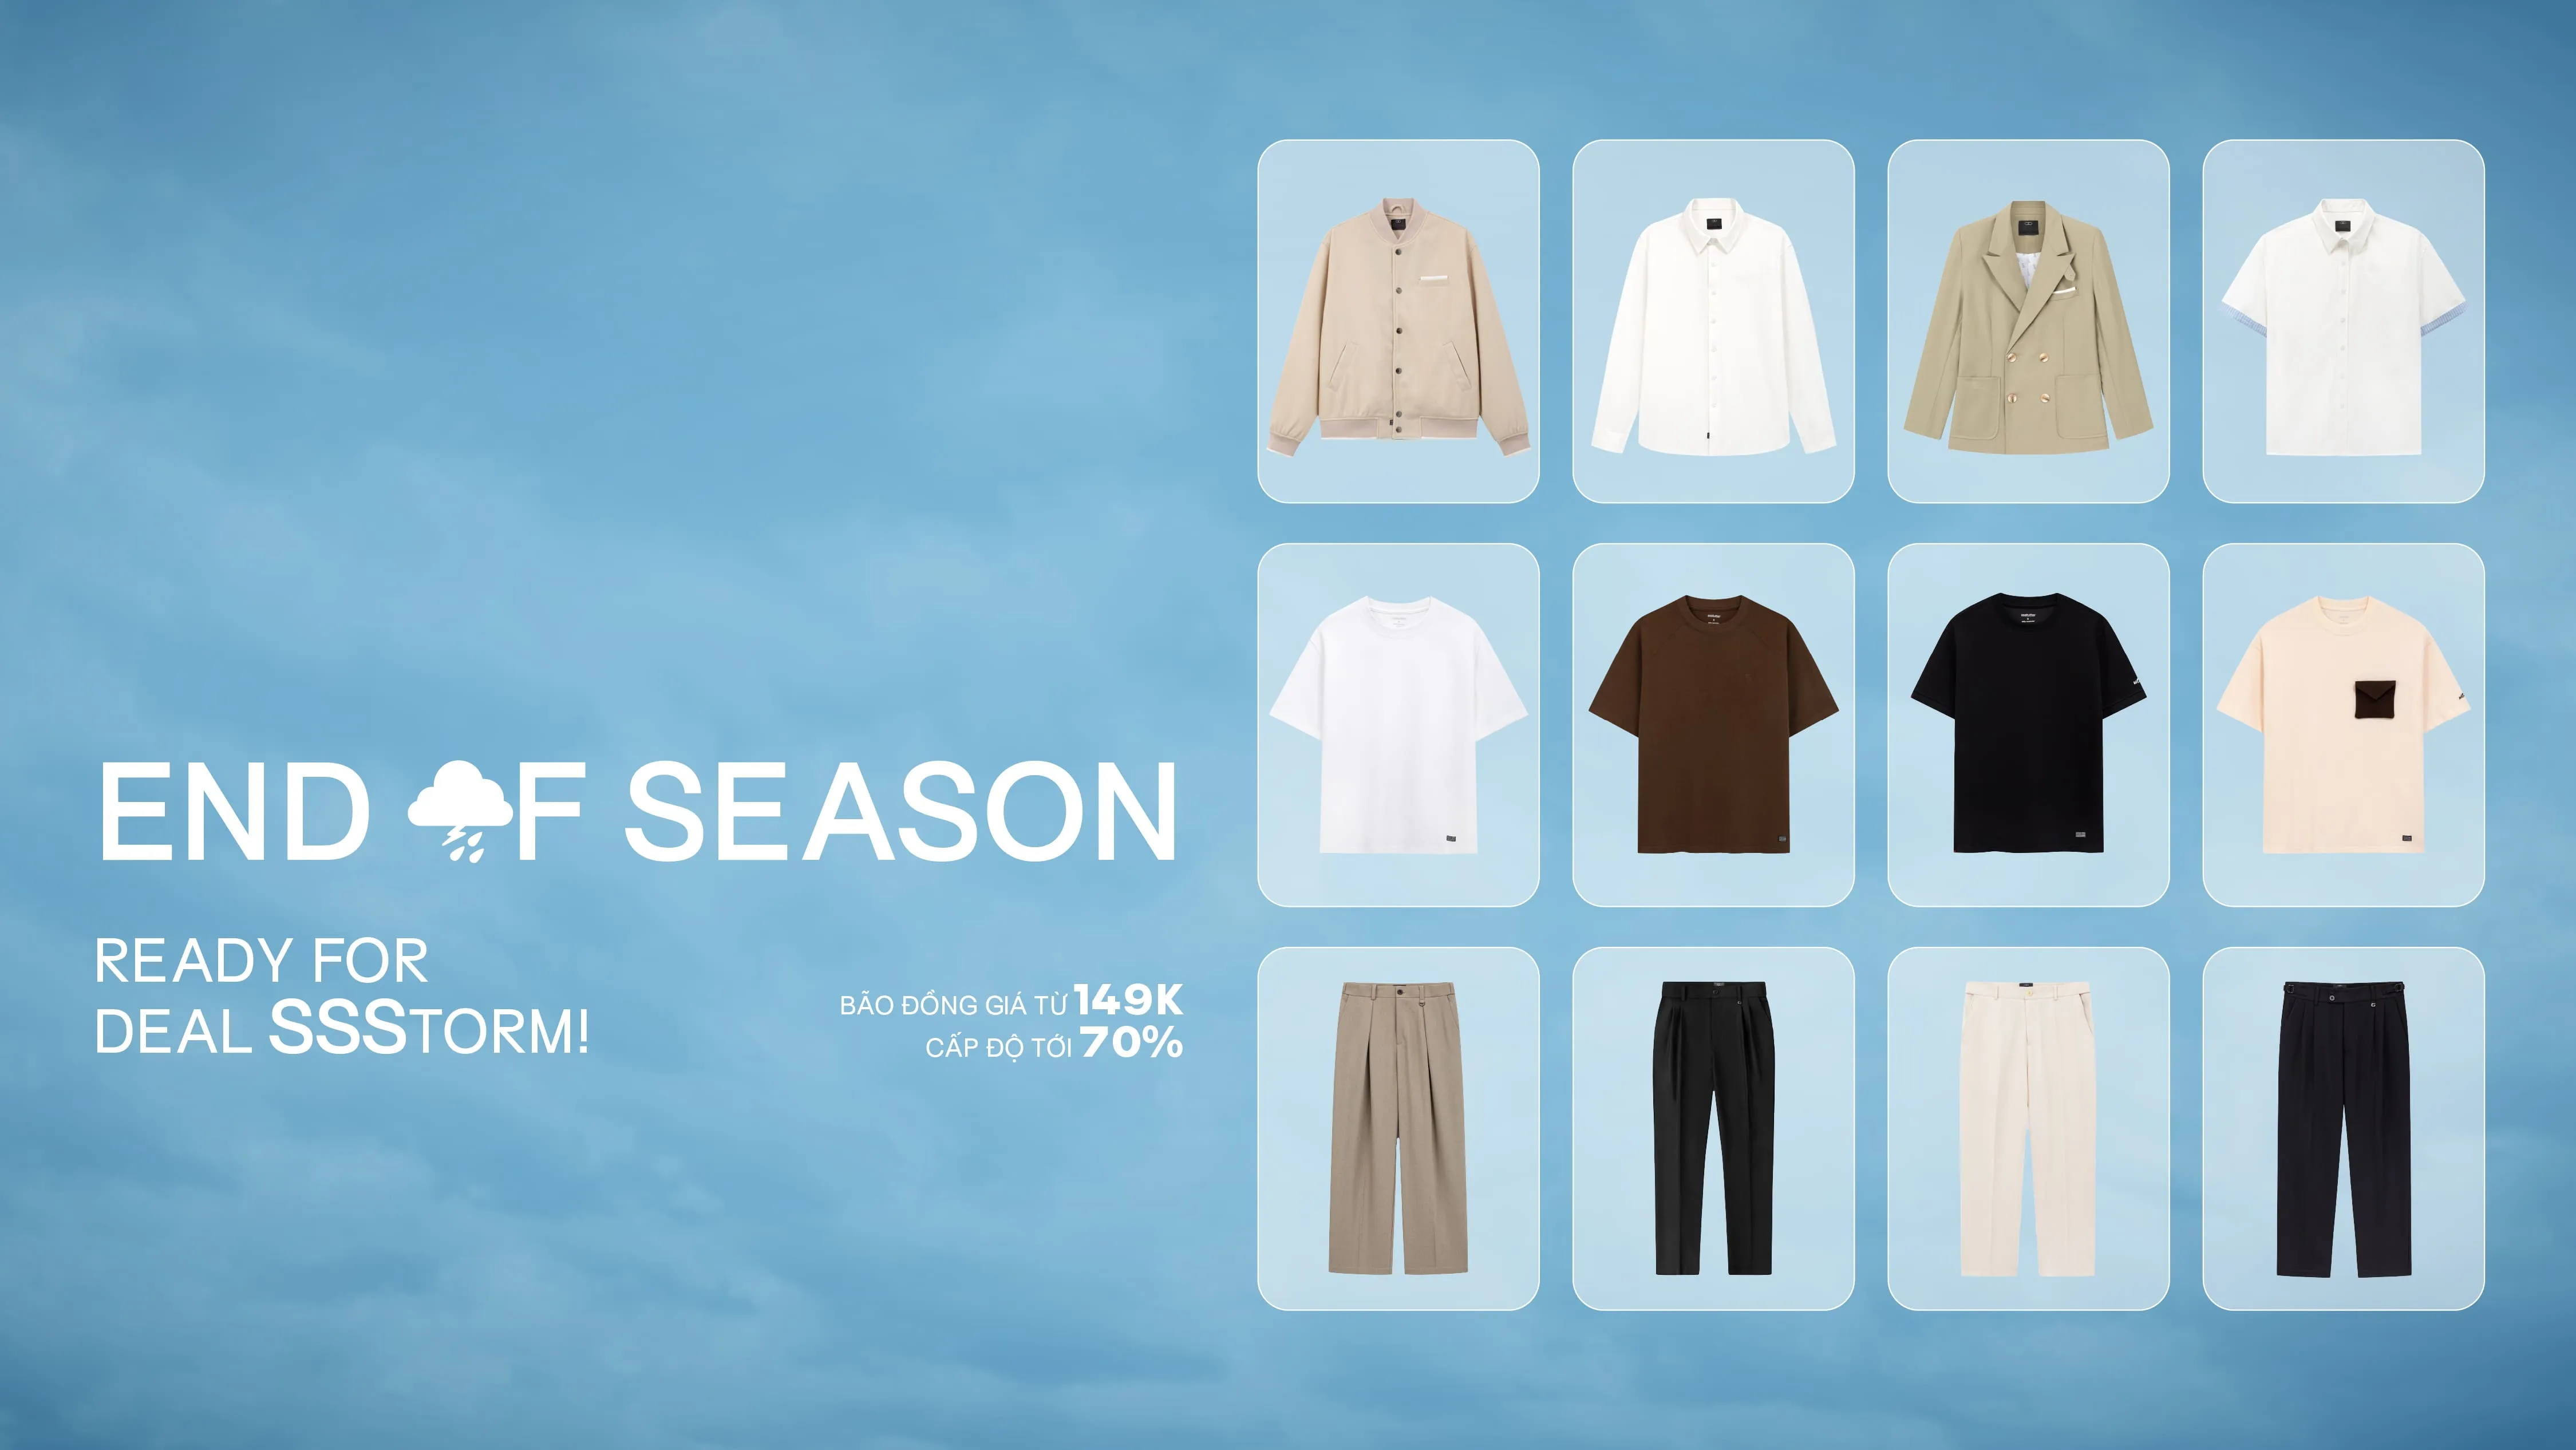 END OF SEASON
READY FOR
DEAL SSSTORM!
BÃO ĐỒNG GIÁ TỪ 149K
CẤP ĐỘ TỚI 70%